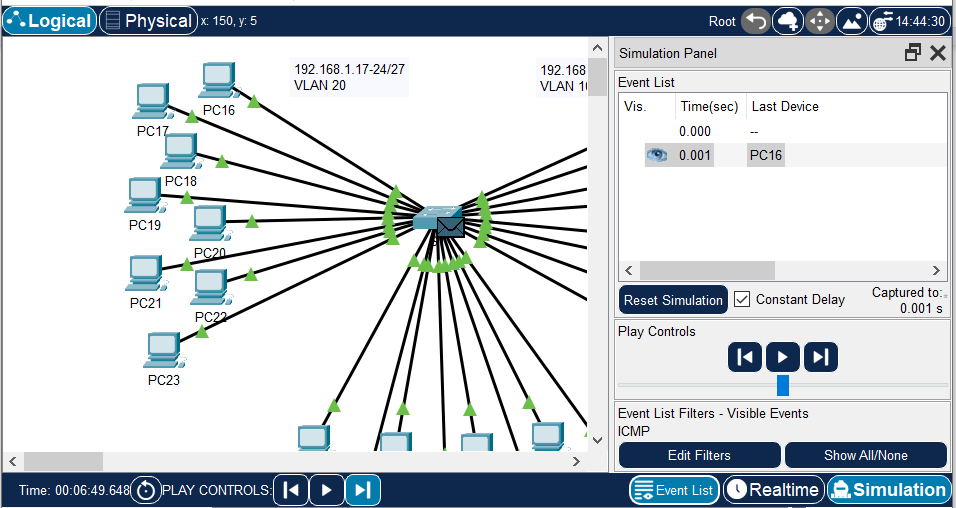 Logical
Physical
x: 150, y: 5
Root
14:44:30
192.168.1.17-24/27
VLAN 20
192.168
VLAN 1
PC16
PC17
PC18
PC19
PC20
PC21
PC22
PC23
Simulation Panel
Event List
Vis. Time(sec) Last Device
0.000 --
0.001 PC16
Reset Simulation
Constant Delay
Captured to:
0.001 s
Play Controls
Event List Filters - Visible Events
ICMP
Edit Filters
Show All/None
Time: 00:06:49.648
PLAY CONTROLS:
Event List
Realtime
Simulation